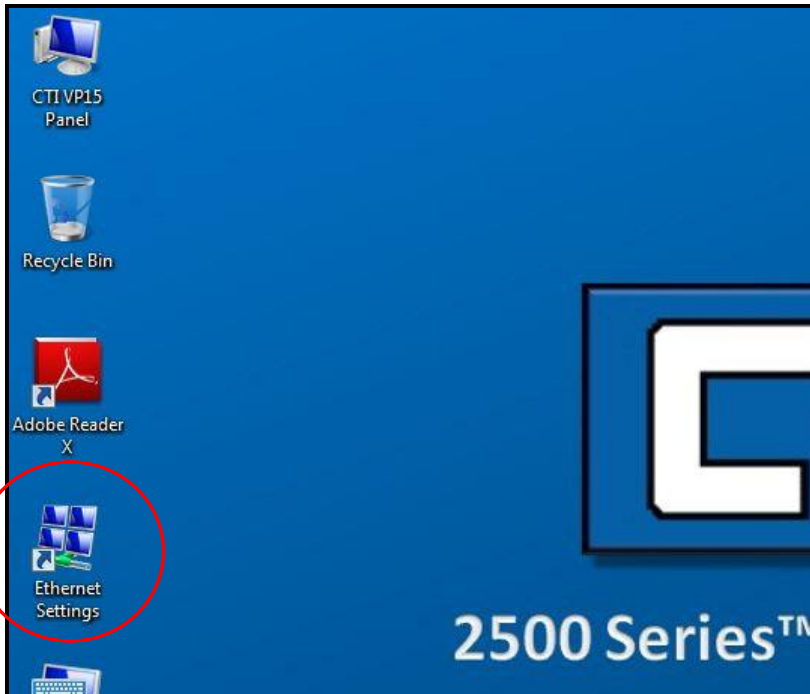 CTI VP15
Panel
Recycle Bin
Adobe Reader
X
Ethernet
Settings
2500 Series™